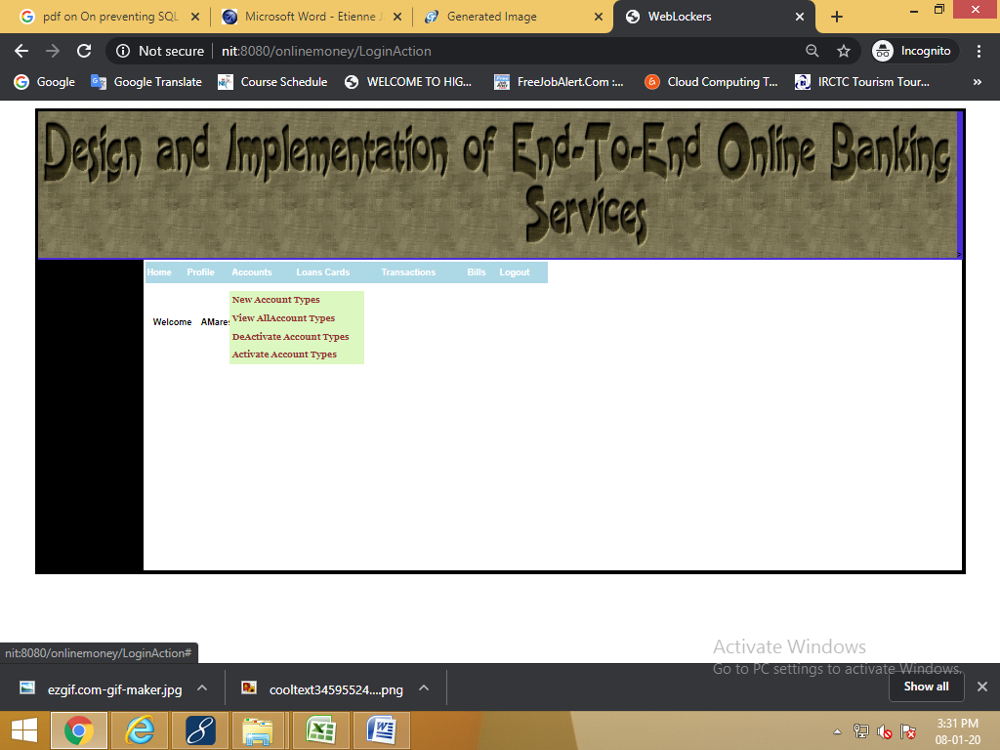 pdf on On preventing SQL
Microsoft Word - Etienne J
Generated Image
WebLockers
Not secure
nit:8080/onlinemoney/LoginAction
Incognito
Google
Google Translate
Course Schedule
WELCOME TO HIG...
FreeJobAlert.Com :...
Cloud Computing T...
IRCTC Tourism Tour...
»
Design and Implementation of End-To-End Online Banking
Services
>
Home Profile Accounts Loans Cards Transactions Bills Logout
New Account Types
View AllAccount Types
Welcome AMares
DeActivate Account Types
Activate Account Types
nit:8080/onlinemoney/LoginAction#
Activate Windows
Go to PC settings to activate Windows.
ezgif.com-gif-maker.jpg
cooltext34595524....png
Show all
3:31 PM
08-01-20